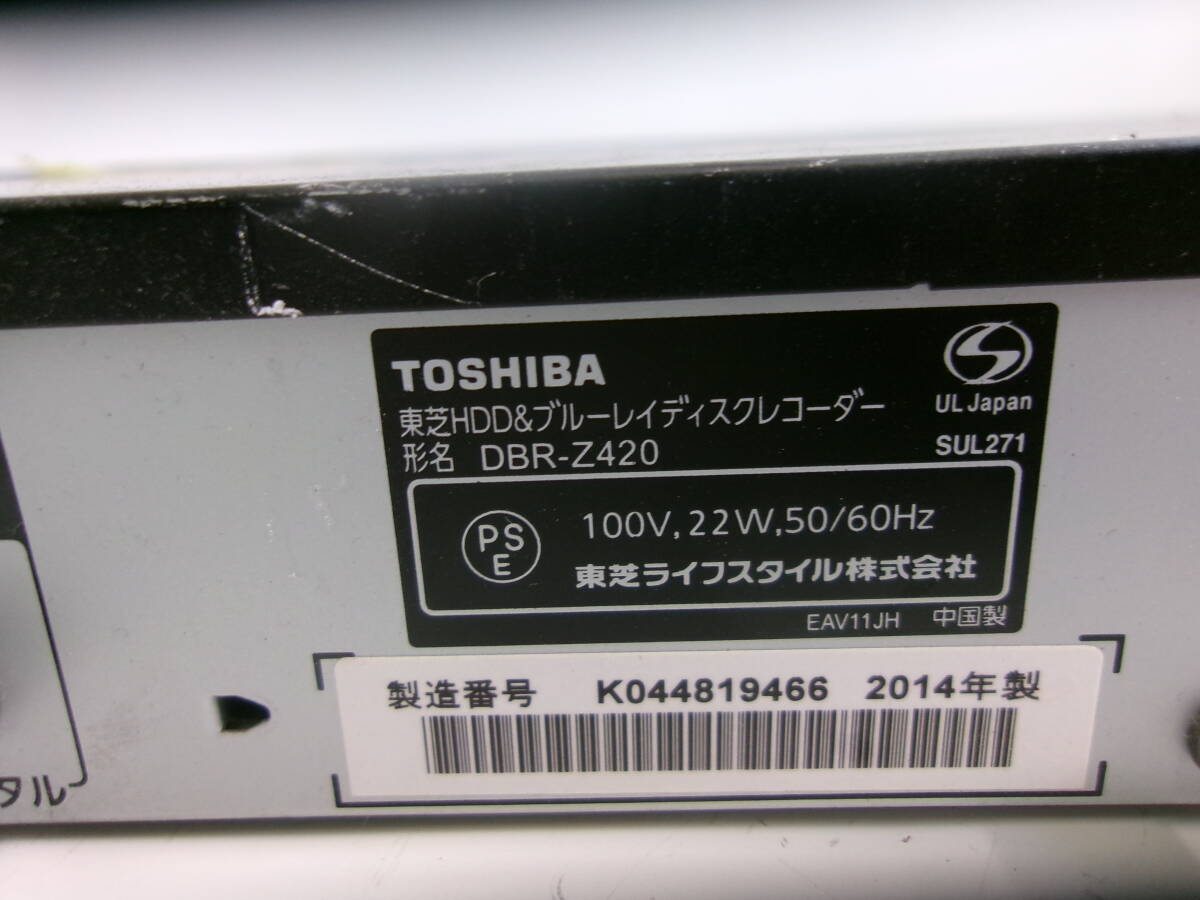 TOSHIBA
東芝HDD&ブルーレイディスクレコーダー
形名 DBR-Z420
UL Japan
SUL271
PS
E
100V,22W,50/60Hz
東芝ライフスタイル株式会社
EAV11JH 中国製
製造番号 K044819466 2014年製
タル